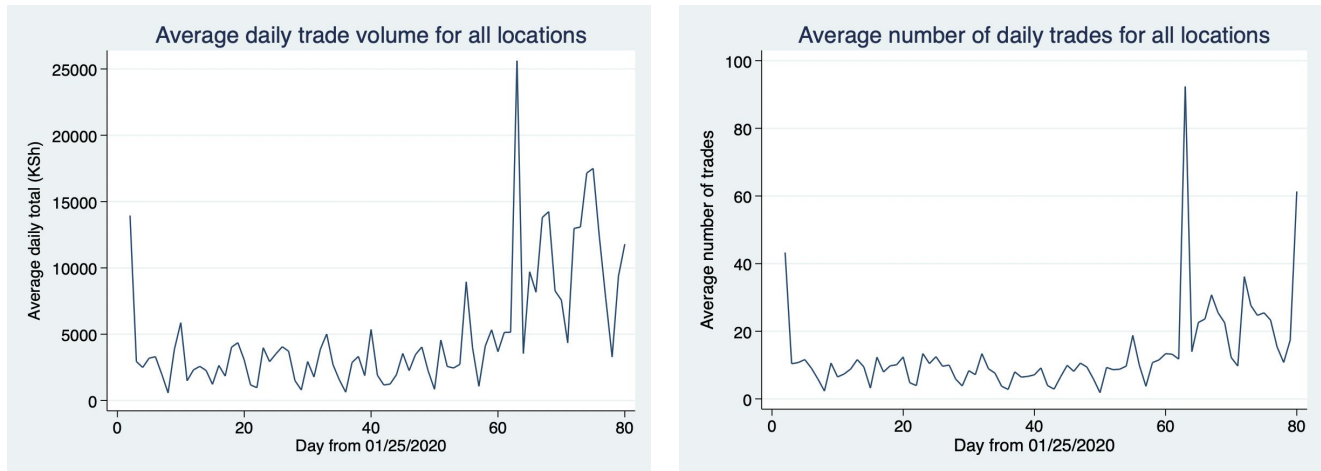 Average daily trade volume for all locations
Average daily total (KSh)
25000
20000
15000
10000
5000
0
0 20 40 60 80
Day from 01/25/2020
Average number of daily trades for all locations
Average number of trades
100
80
60
40
20
0
0 20 40 60 80
Day from 01/25/2020